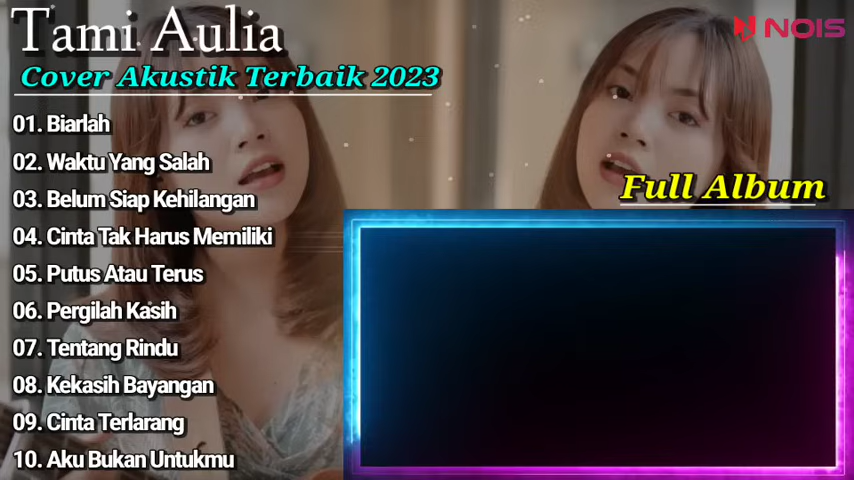 Tami Aulia
NOIS
Cover Akustik Terbaik 2023
01. Biarlah
02. Waktu Yang Salah
03. Belum Siap Kehilangan
04. Cinta Tak Harus Memiliki
05. Putus Atau Terus
06. Pergilah Kasih
07. Tentang Rindu
08. Kekasih Bayangan
09. Cinta Terlarang
10. Aku Bukan Untukmu
Full Album